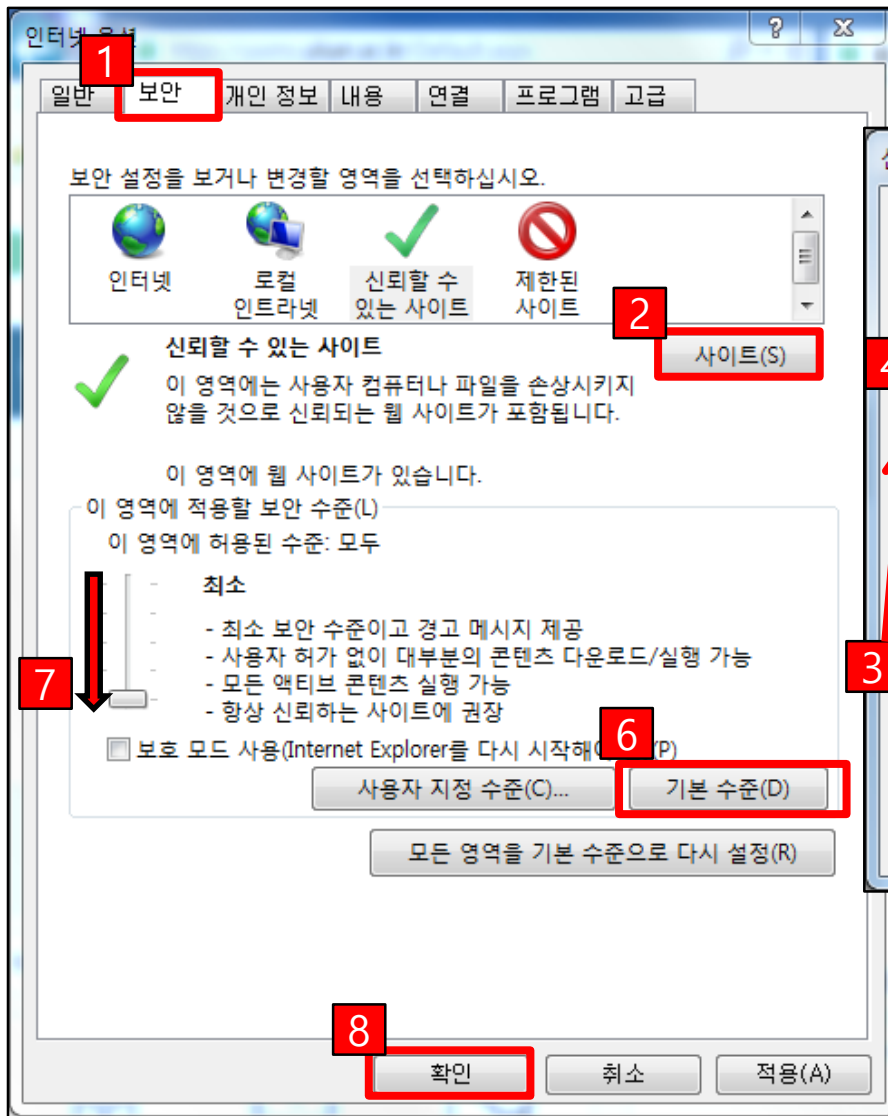 인터넷 옵션
1
일반 보안 개인 정보 내용 연결 프로그램 고급
보안 설정을 보거나 변경할 영역을 선택하십시오.
인터넷
로컬
인트라넷
신뢰할 수
있는 사이트
제한된
사이트
2
신뢰할 수 있는 사이트
사이트(S)
이 영역에는 사용자 컴퓨터나 파일을 손상시키지
않을 것으로 신뢰되는 웹 사이트가 포함됩니다.
4
이 영역에 웹 사이트가 있습니다.
이 영역에 적용할 보안 수준(L)
이 영역에 허용된 수준: 모두
최소
- 최소 보안 수준이고 경고 메시지 제공
- 사용자 허가 없이 대부분의 콘텐츠 다운로드/실행 가능
- 모든 액티브 콘텐츠 실행 가능
- 항상 신뢰하는 사이트에 권장
7
3
6
보호 모드 사용(Internet Explorer를 다시 시작해야 (P)
사용자 지정 수준(C)...
기본 수준(D)
모든 영역을 기본 수준으로 다시 설정(R)
8
확인 취소 적용(A)